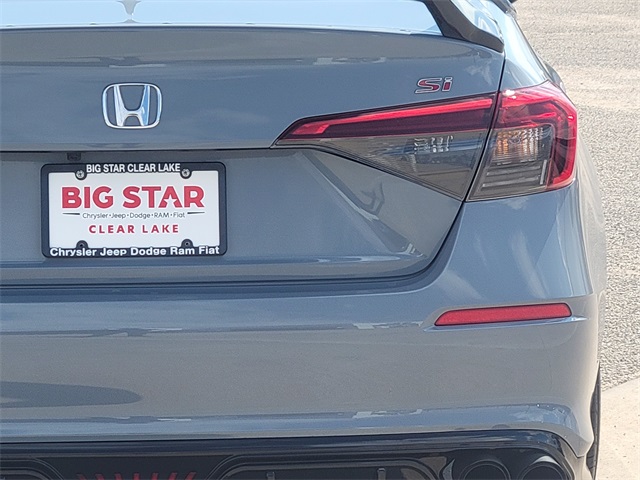 Si
BIG STAR CLEAR LAKE
BIG STAR
Chrysler•Jeep•Dodge•RAM•Fiat
CLEAR LAKE
Chrysler Jeep Dodge Ram Fiat